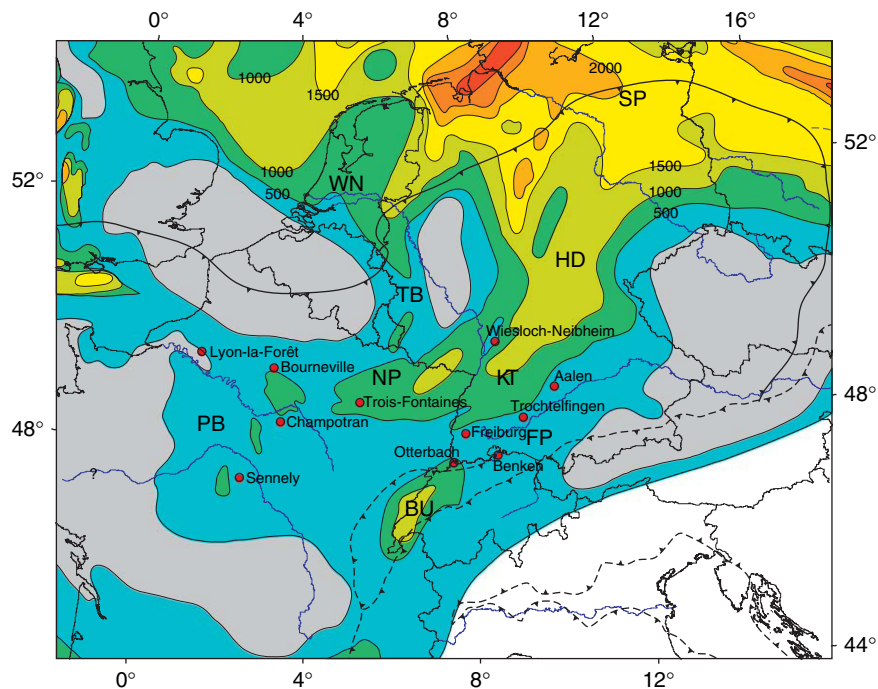 0° 4° 8° 12° 16°
1000
1500
2000
SP
52°
52°
1000
500
WN
1500
1000
500
HD
TB
Wiesloch-Neibheim
Lyon-la-Forêt
Bourneville
NP
KT
Aalen
48°
Trois-Fontaines
Trochtelfingen
48°
PB
Champotran
Freiburg
FP
Otterbach
Benken
?
Sennely
BU
44°
0° 4° 8° 12°